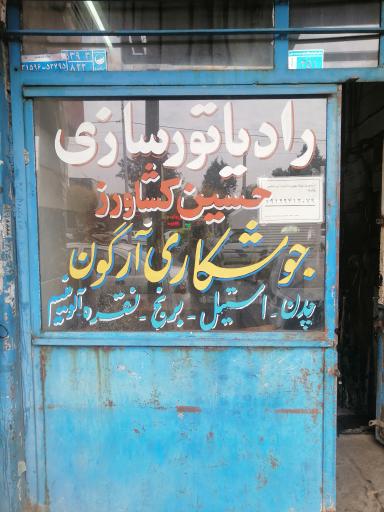 رادیاتورسازی
حسین کشاورز
جوشکاری آرگون
چدن - استیل - برنج - نقره آلومینیم